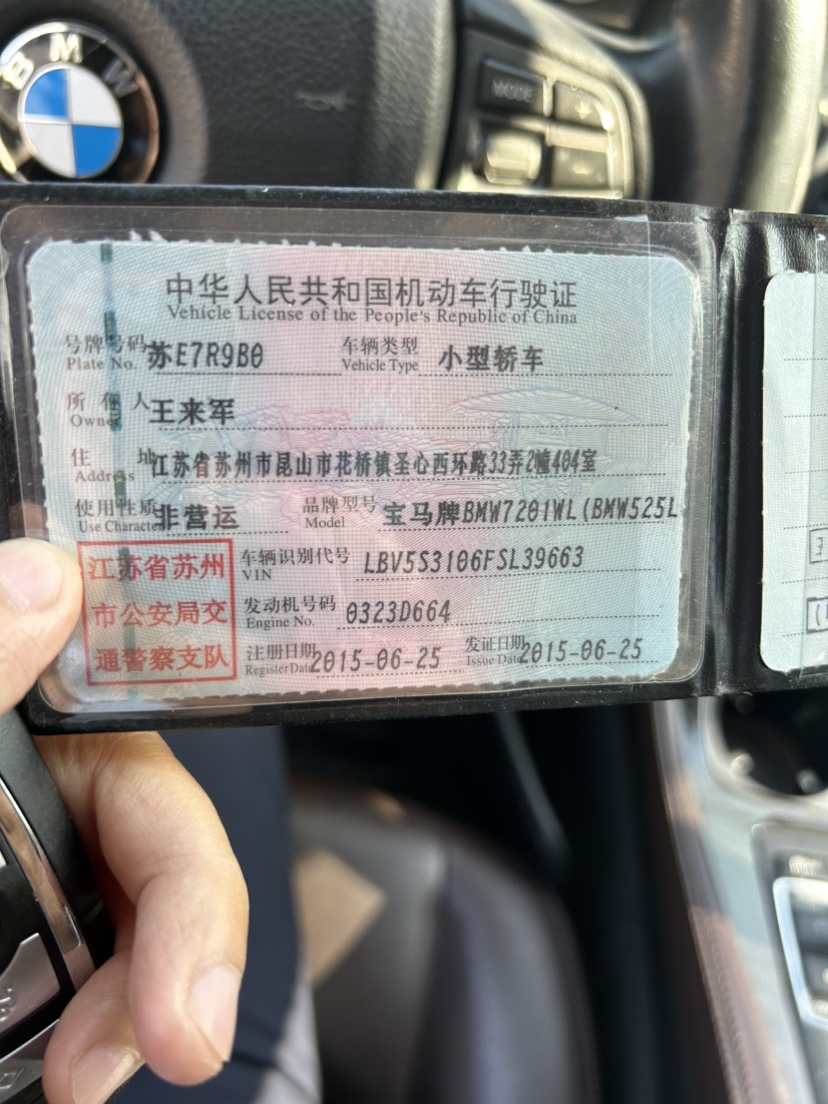 BMW
MODE
中华人民共和国机动车行驶证
Vehicle License of the People's Republic of China
号牌号码 苏E7R9B0 车辆类型 小型轿车
Plate No. Vehicle Type
所有人 王来军
Owner
住址 江苏省苏州市昆山市花桥镇圣心西环路33弄2幢404室
Address
使用性质 非营运 品牌型号 宝马牌BMW7201WL(BMW525L
Use Character Model
江苏省苏州
市公安局交
通警察支队
车辆识别代号 LBV5S3106FSL39663
VIN
发动机号码 0323D664
Engine No.
注册日期 2015-06-25 发证日期 2015-06-25
Register Date Issue Date